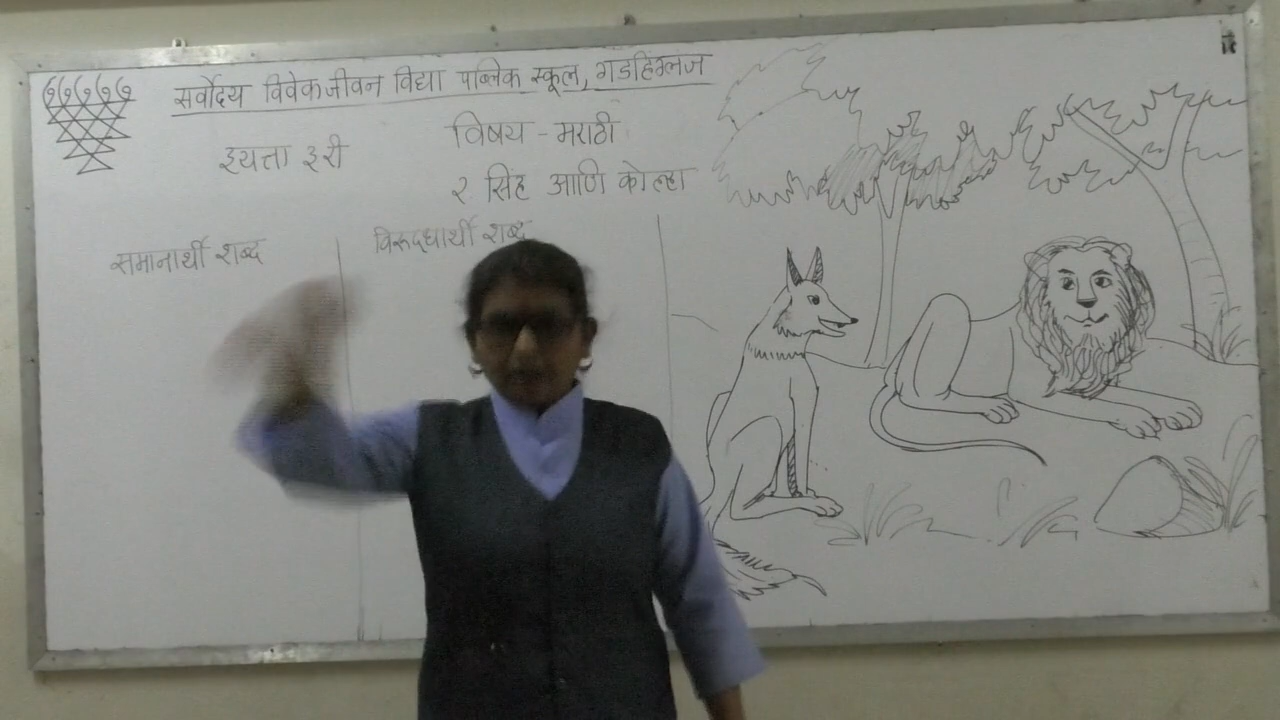 सर्वोदय विवेकजीवन विद्या पब्लिक स्कूल, गडहिंग्लज
विषय - मराठी
इयत्ता ३री
२ सिंह आणि कोल्हा
समानार्थी शब्द
विरुद्धार्थी शब्द